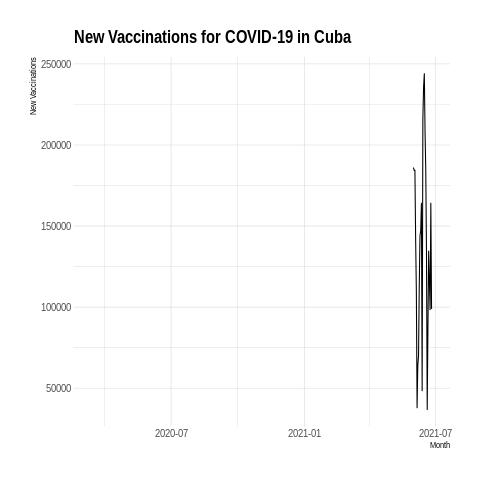 New Vaccinations for COVID-19 in Cuba
New Vaccinations
250000
200000
150000
100000
50000
2020-07 2021-01 2021-07
Month